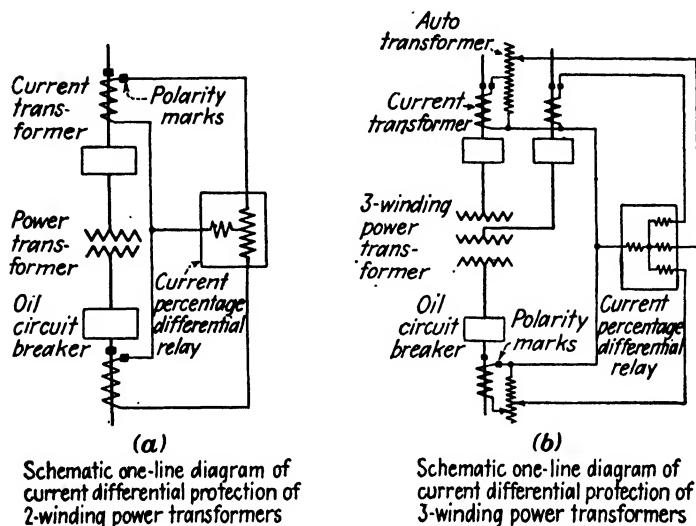 Current
trans-
former
Polarity
marks
Power
trans-
former
Oil
circuit
breaker
Current
percentage
differential
relay
(a)
Schematic one-line diagram of
current differential protection of
2-winding power transformers
Auto
transformer
Current
transformer
3-winding
power
trans-
former
Oil
circuit
breaker
Polarity
marks
Current
percentage
differential
relay
(b)
Schematic one-line diagram of
current differential protection of
3-winding power transformers